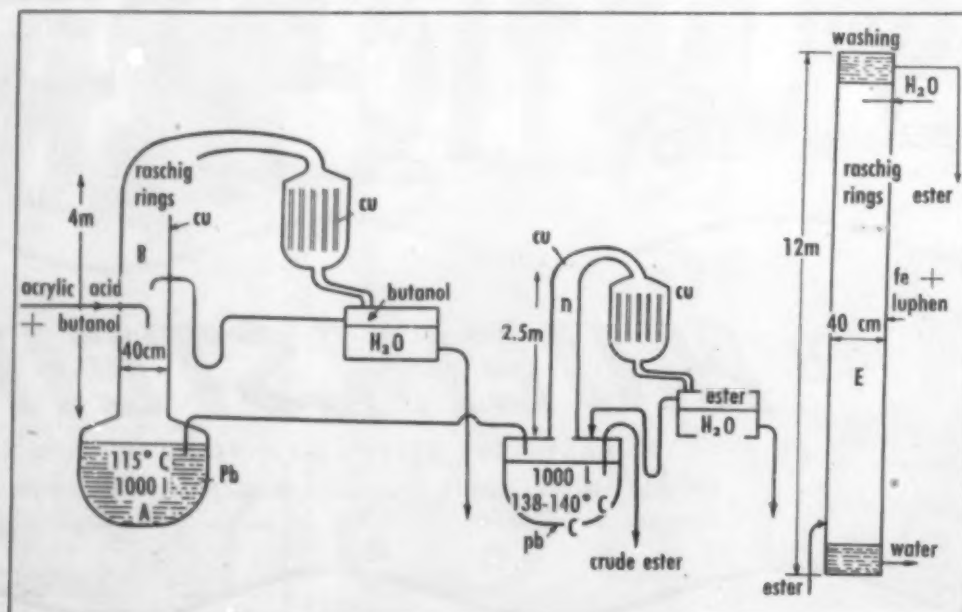 raschig
rings
cu
cu
4m
B
acrylic acid
+ butanol
40cm
butanol
H₂O
115° C
1000 l
A
Pb
cu
n
cu
2.5m
ester
H₂O
1000 l
138-140° C
pb
C
crude ester
washing
H₂O
raschig
rings
ester
12m
fe +
luphen
40 cm
E
water
ester